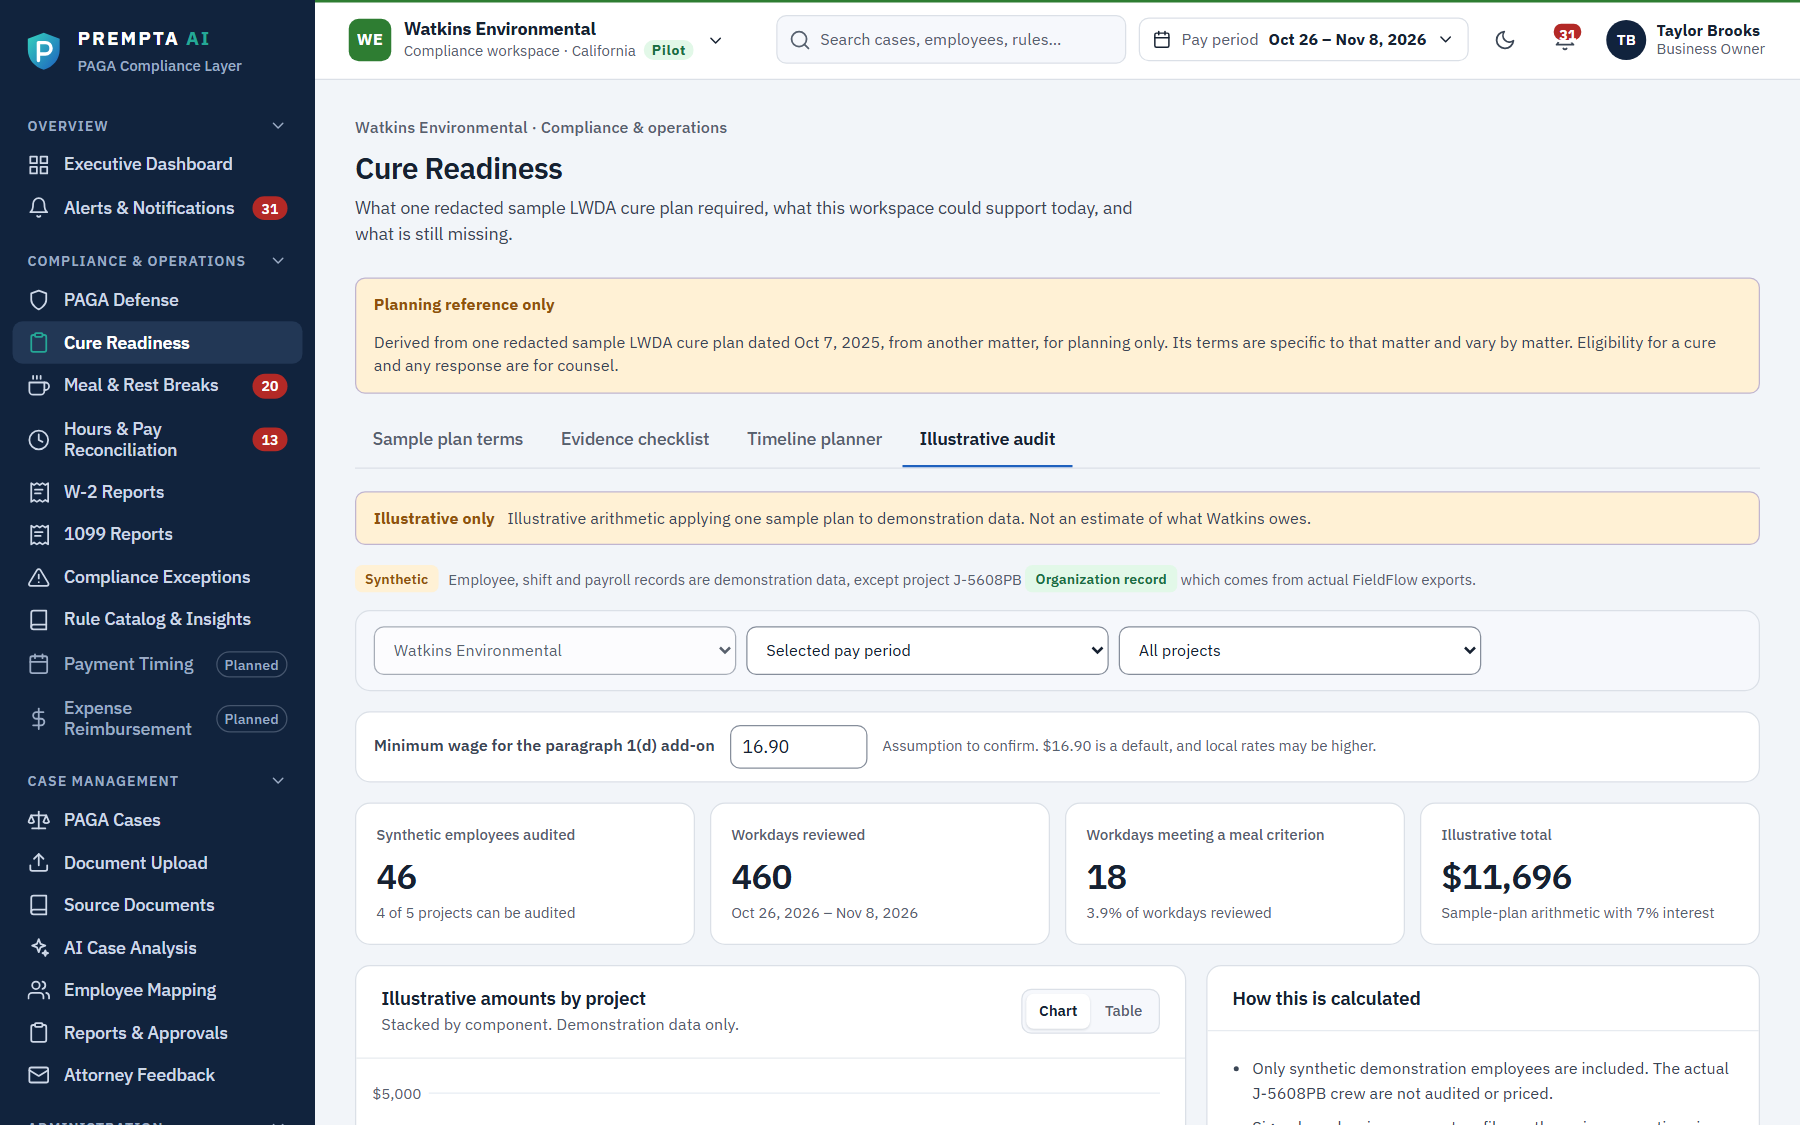 PREMPTA AI
PAGA Compliance Layer
OVERVIEW
Executive Dashboard
Alerts & Notifications 31
COMPLIANCE & OPERATIONS
PAGA Defense
Cure Readiness
Meal & Rest Breaks 20
Hours & Pay
Reconciliation 13
W-2 Reports
1099 Reports
Compliance Exceptions
Rule Catalog & Insights
Payment Timing Planned
Expense
Reimbursement Planned
CASE MANAGEMENT
PAGA Cases
Document Upload
Source Documents
AI Case Analysis
Employee Mapping
Reports & Approvals
Attorney Feedback
ADMINISTRATION
WE
Watkins Environmental
Compliance workspace · California Pilot
Search cases, employees, rules...
Pay period Oct 26 – Nov 8, 2026
31
TB
Taylor Brooks
Business Owner
Watkins Environmental · Compliance & operations
Cure Readiness
What one redacted sample LWDA cure plan required, what this workspace could support today, and
what is still missing.
Planning reference only
Derived from one redacted sample LWDA cure plan dated Oct 7, 2025, from another matter, for planning only. Its terms are specific to that matter and vary by matter. Eligibility for a cure
and any response are for counsel.
Sample plan terms Evidence checklist Timeline planner Illustrative audit
Illustrative only Illustrative arithmetic applying one sample plan to demonstration data. Not an estimate of what Watkins owes.
Synthetic Employee, shift and payroll records are demonstration data, except project J-5608PB Organization record which comes from actual FieldFlow exports.
Watkins Environmental Selected pay period All projects
Minimum wage for the paragraph 1(d) add-on 16.90 Assumption to confirm. $16.90 is a default, and local rates may be higher.
Synthetic employees audited
46
4 of 5 projects can be audited
Workdays reviewed
460
Oct 26, 2026 – Nov 8, 2026
Workdays meeting a meal criterion
18
3.9% of workdays reviewed
Illustrative total
$11,696
Sample-plan arithmetic with 7% interest
Illustrative amounts by project
Stacked by component. Demonstration data only.
Chart Table
$5,000
How this is calculated
• Only synthetic demonstration employees are included. The actual
J-5608PB crew are not audited or priced.